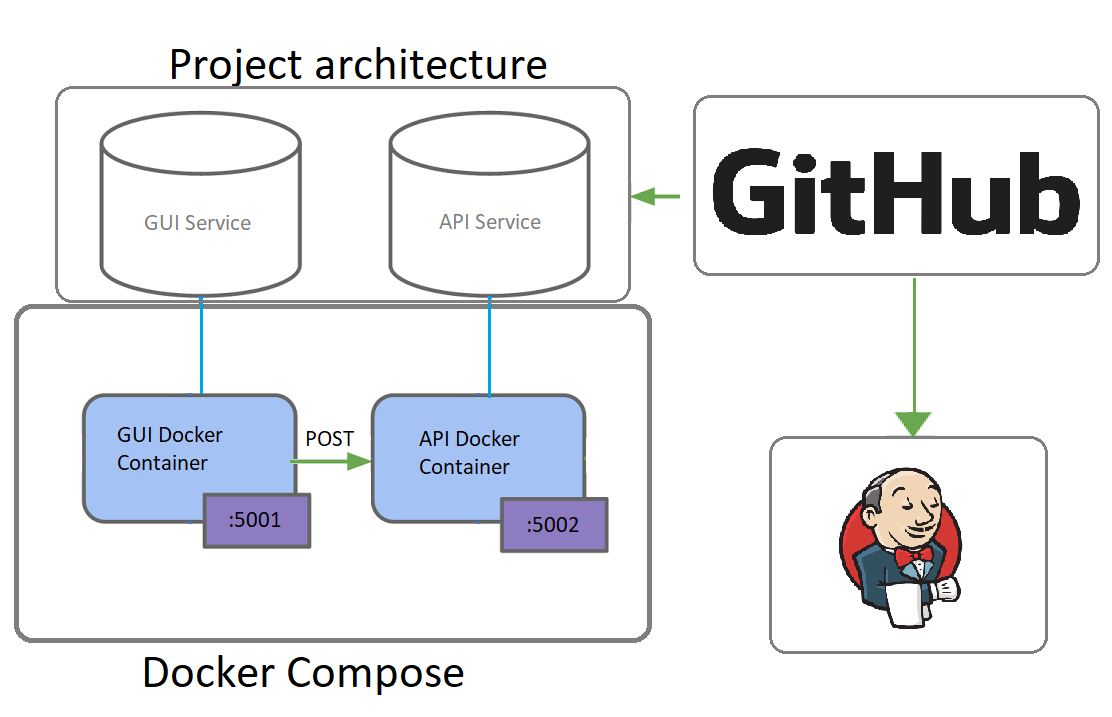 Project architecture
GUI Service
API Service
GitHub
GUI Docker
Container
POST
API Docker
Container
:5001
:5002
Docker Compose